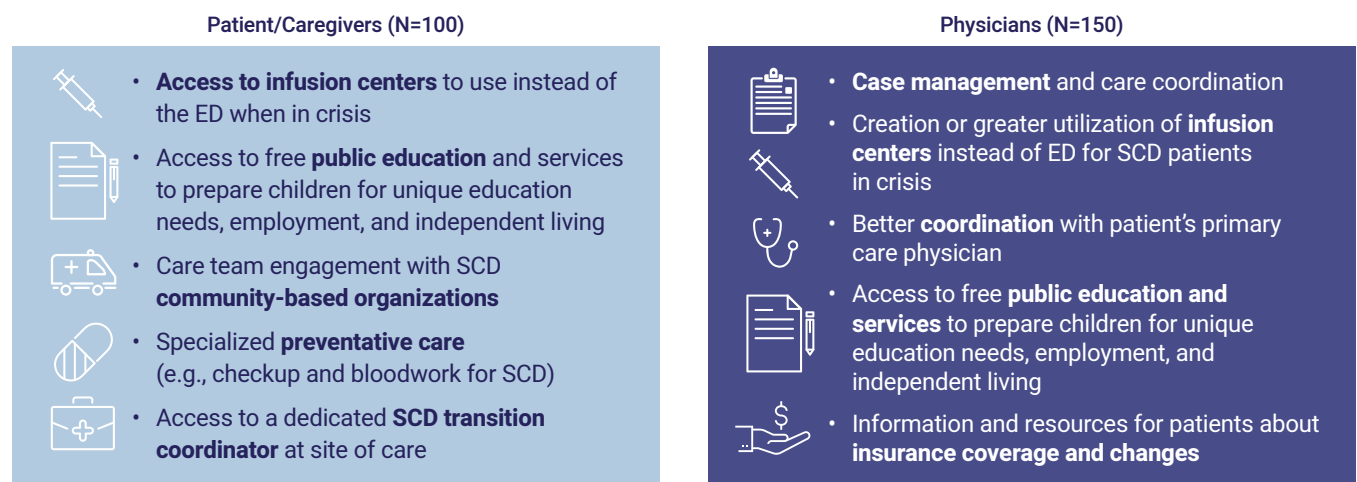 Patient/Caregivers (N=100)
• Access to infusion centers to use instead of
the ED when in crisis
• Access to free public education and services
to prepare children for unique education
needs, employment, and independent living
• Care team engagement with SCD
community-based organizations
• Specialized preventative care
(e.g., checkup and bloodwork for SCD)
• Access to a dedicated SCD transition
coordinator at site of care
Physicians (N=150)
• Case management and care coordination
• Creation or greater utilization of infusion
centers instead of ED for SCD patients
in crisis
• Better coordination with patient’s primary
care physician
• Access to free public education and
services to prepare children for unique
education needs, employment, and
independent living
$
• Information and resources for patients about
insurance coverage and changes